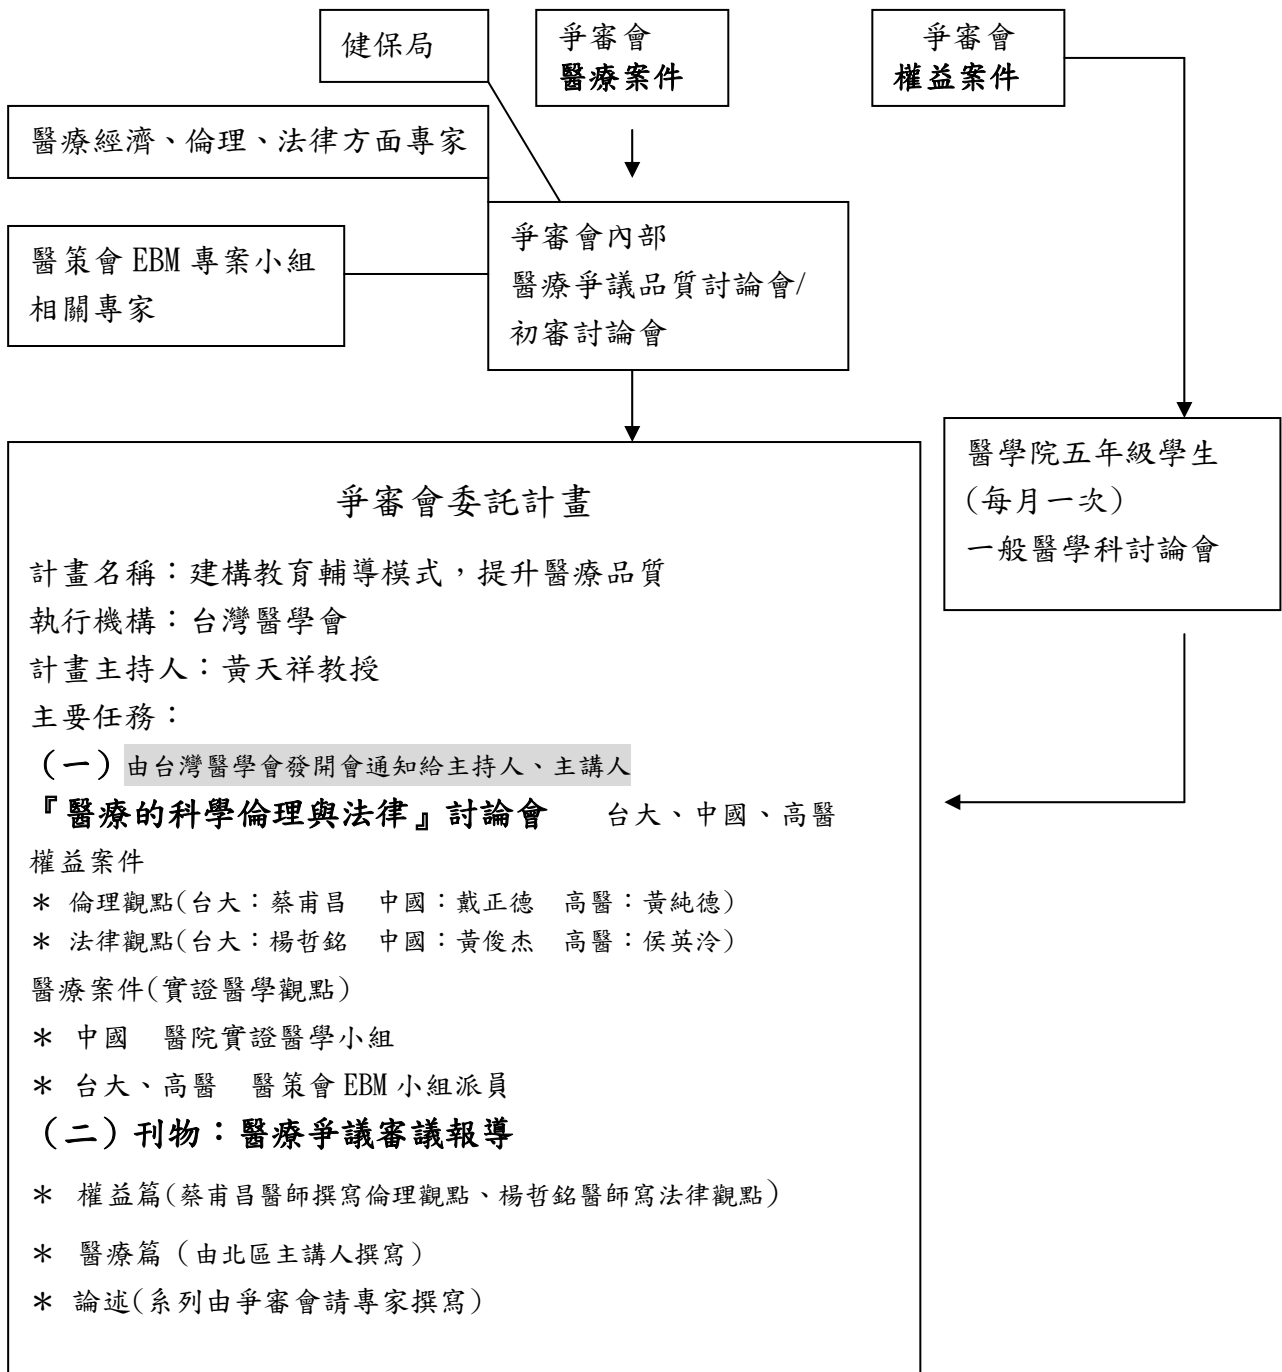 健保局
爭審會
醫療案件
爭審會
權益案件
醫療經濟、倫理、法律方面專家
醫策會 EBM 專案小組
相關專家
爭審會內部
醫療爭議品質討論會/
初審討論會
醫學院五年級學生
(每月一次)
一般醫學科討論會
爭審會委託計畫
計畫名稱：建構教育輔導模式，提升醫療品質
執行機構：台灣醫學會
計畫主持人：黃天祥教授
主要任務：
（一）由台灣醫學會發開會通知給主持人、主講人
『醫療的科學倫理與法律』討論會 台大、中國、高醫
權益案件
＊ 倫理觀點(台大：蔡甫昌 中國：戴正德 高醫：黃純德)
＊ 法律觀點(台大：楊哲銘 中國：黃俊杰 高醫：侯英泠)
醫療案件(實證醫學觀點)
＊ 中國 醫院實證醫學小組
＊ 台大、高醫 醫策會 EBM 小組派員
（二）刊物：醫療爭議審議報導
＊ 權益篇(蔡甫昌醫師撰寫倫理觀點、楊哲銘醫師寫法律觀點)
＊ 醫療篇（由北區主講人撰寫）
＊ 論述(系列由爭審會請專家撰寫)